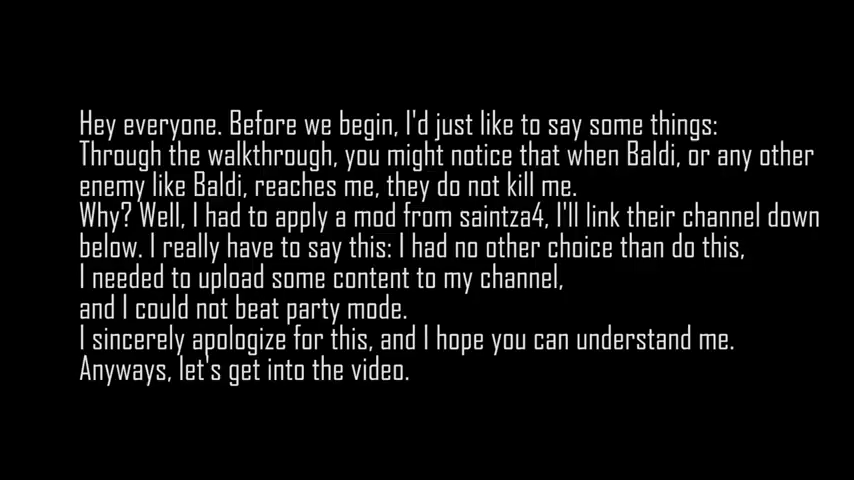 Hey everyone. Before we begin, I'd just like to say some things:
Through the walkthrough, you might notice that when Baldi, or any other
enemy like Baldi, reaches me, they do not kill me.
Why? Well, I had to apply a mod from saintza4, I'll link their channel down
below. I really have to say this: I had no other choice than do this,
I needed to upload some content to my channel,
and I could not beat party mode.
I sincerely apologize for this, and I hope you can understand me.
Anyways, let's get into the video.